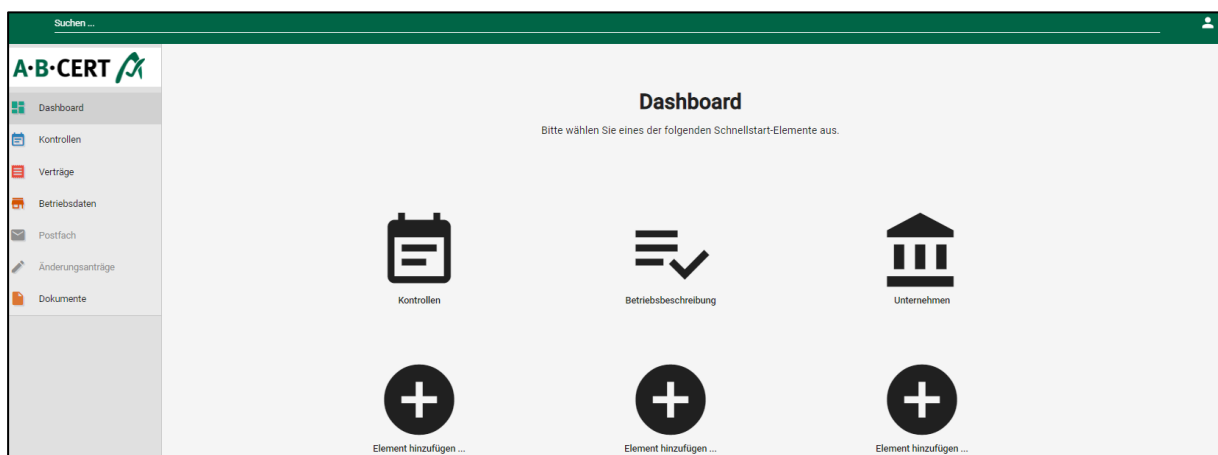 Suchen ...
A·B·CERT
Dashboard
Kontrollen
Verträge
Betriebsdaten
Postfach
Änderungsanträge
Dokumente
Dashboard
Bitte wählen Sie eines der folgenden Schnellstart-Elemente aus.
Kontrollen
Betriebsbeschreibung
Unternehmen
Element hinzufügen ...
Element hinzufügen ...
Element hinzufügen ...